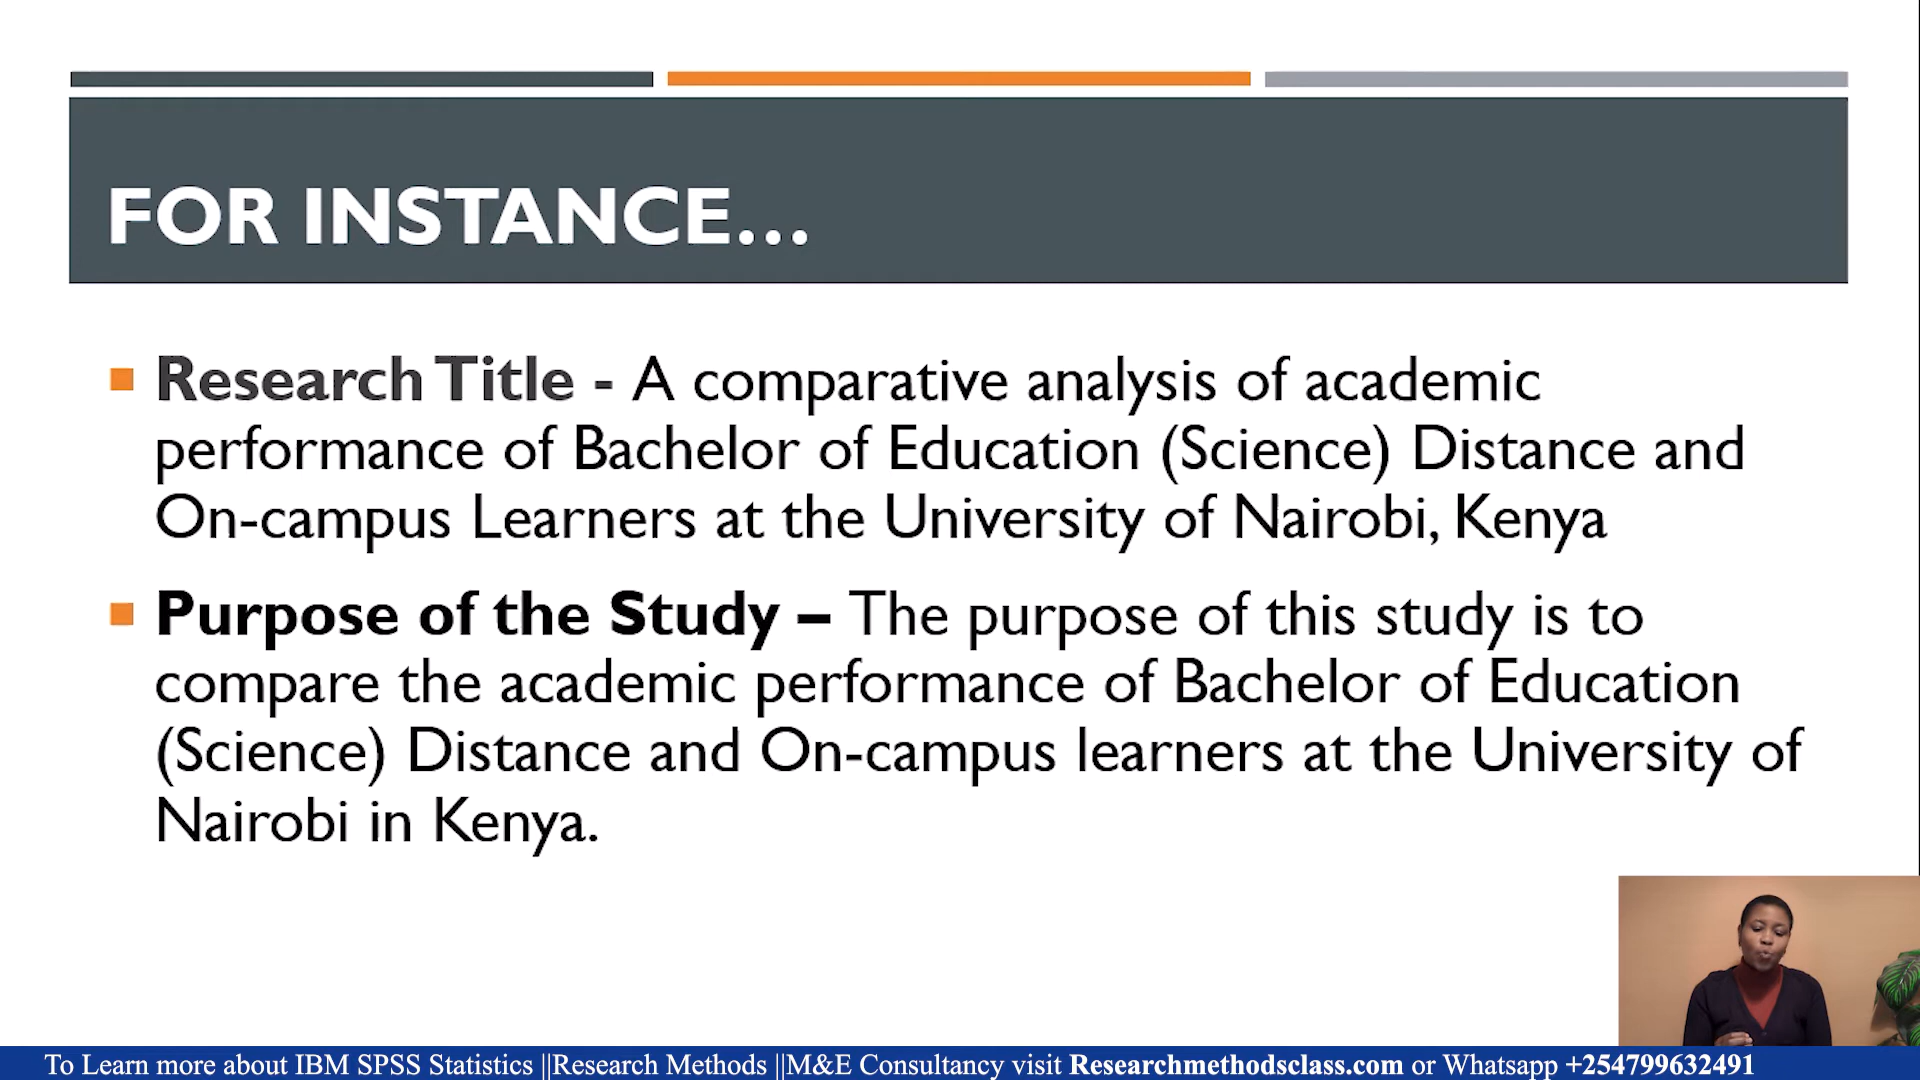 FOR INSTANCE...
Research Title - A comparative analysis of academic
performance of Bachelor of Education (Science) Distance and
On-campus Learners at the University of Nairobi, Kenya
Purpose of the Study – The purpose of this study is to
compare the academic performance of Bachelor of Education
(Science) Distance and On-campus learners at the University of
Nairobi in Kenya.
To Learn more about IBM SPSS Statistics ||Research Methods ||M&E Consultancy visit Researchmethodsclass.com or Whatsapp +254799632491